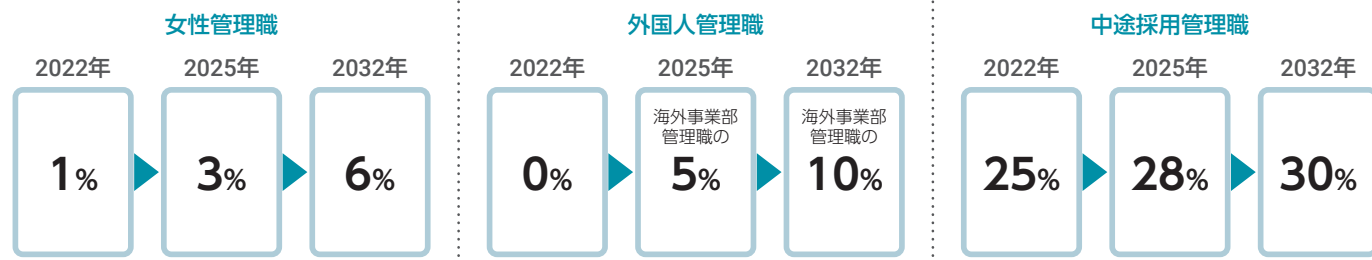 女性管理職
2022年 2025年 2032年
1% 3% 6%
外国人管理職
2022年 2025年 2032年
海外事業部
管理職の
海外事業部
管理職の
0% 5% 10%
中途採用管理職
2022年 2025年 2032年
25% 28% 30%